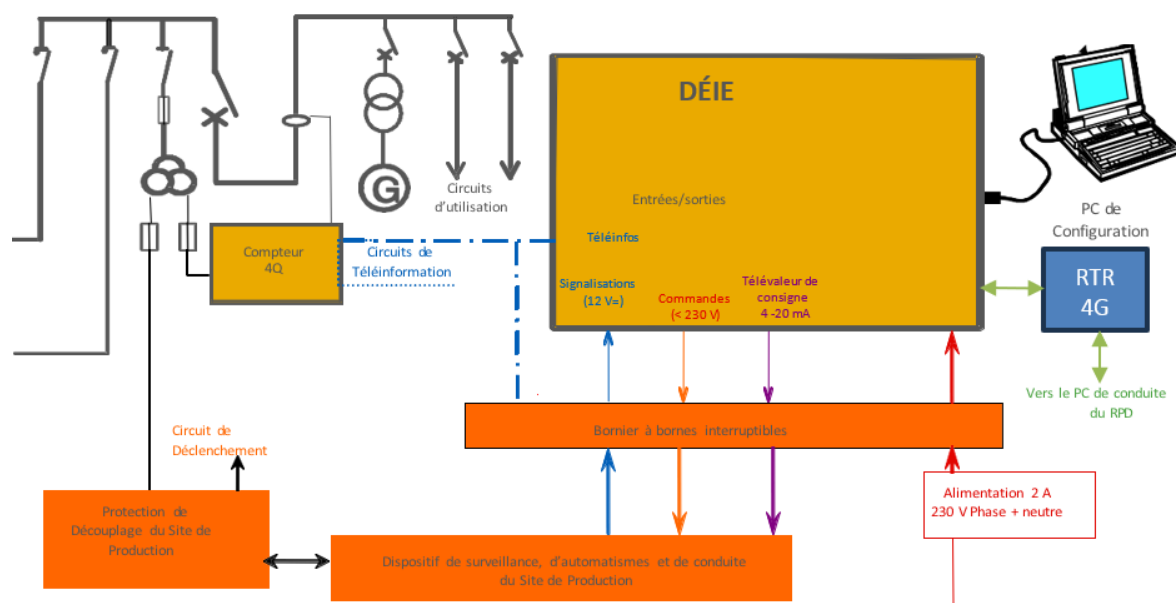 DÉIE
Entrées/sorties
Téléinfos
Signalisations
(12 V=)
Commandes
(< 230 V)
Télévaleur de
consigne
4 -20 mA
G
Circuits
d’utilisation
Compteur
4Q
Circuits de
Téléinformation
PC de
Configuration
RTR
4G
Vers le PC de conduite
du RPD
Bornier à bornes interruptibles
Circuit de
Déclenchement
Alimentation 2 A
230 V Phase + neutre
Protection de
Découplage du Site de
Production
Dispositif de surveillance, d’automatismes et de conduite
du Site de Production